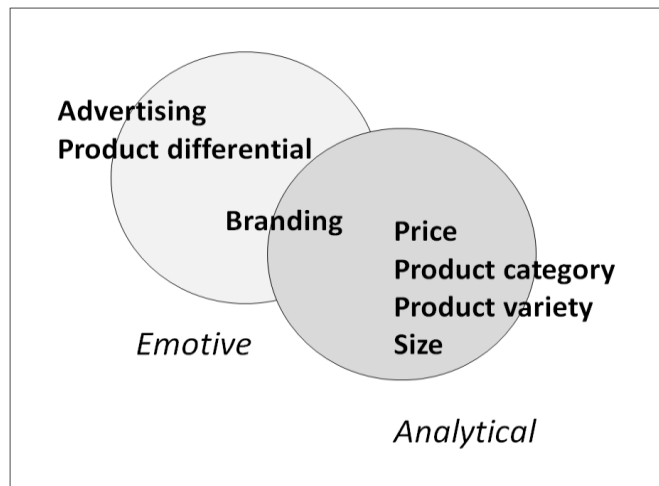 Advertising
Product differential
Branding
Price
Product category
Product variety
Size
Emotive
Analytical